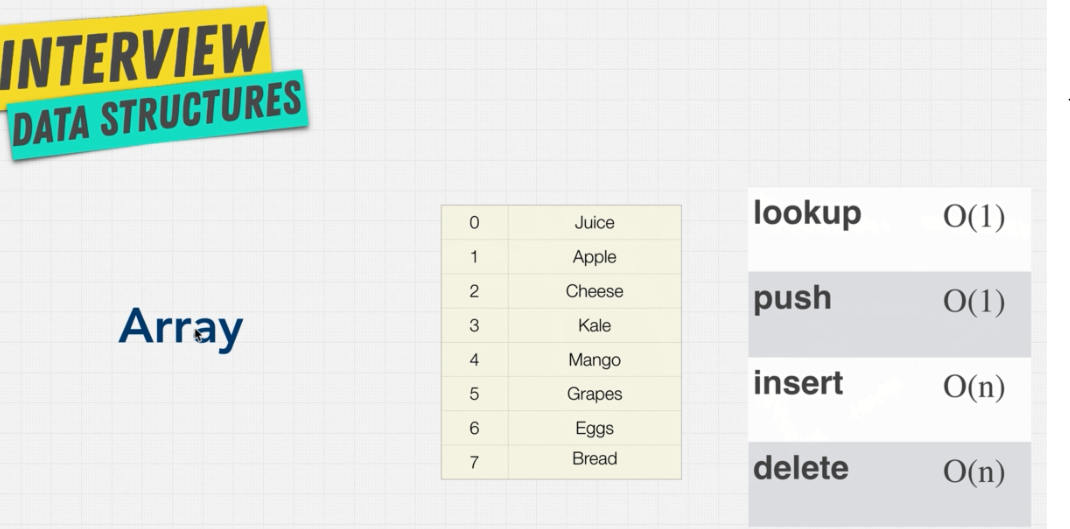 INTERVIEW
DATA STRUCTURES
Array
0 Juice
1 Apple
2 Cheese
3 Kale
4 Mango
5 Grapes
6 Eggs
7 Bread
lookup O(1)
push O(1)
insert O(n)
delete O(n)